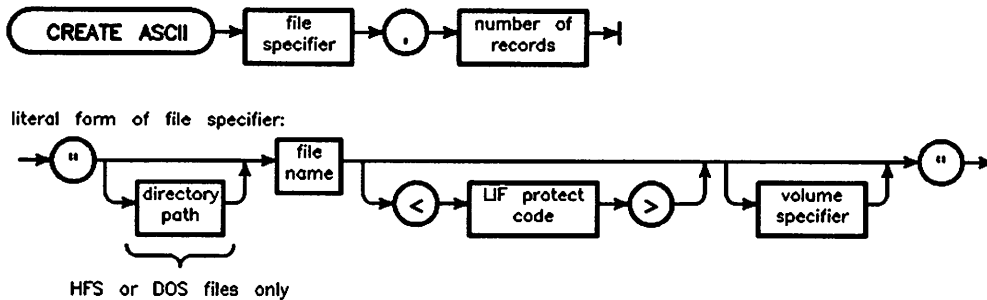 CREATE ASCII
file
specifier
,
number of
records
literal form of file specifier:
"
directory
path
file
name
<
LIF protect
code
>
volume
specifier
"
HFS or DOS files only